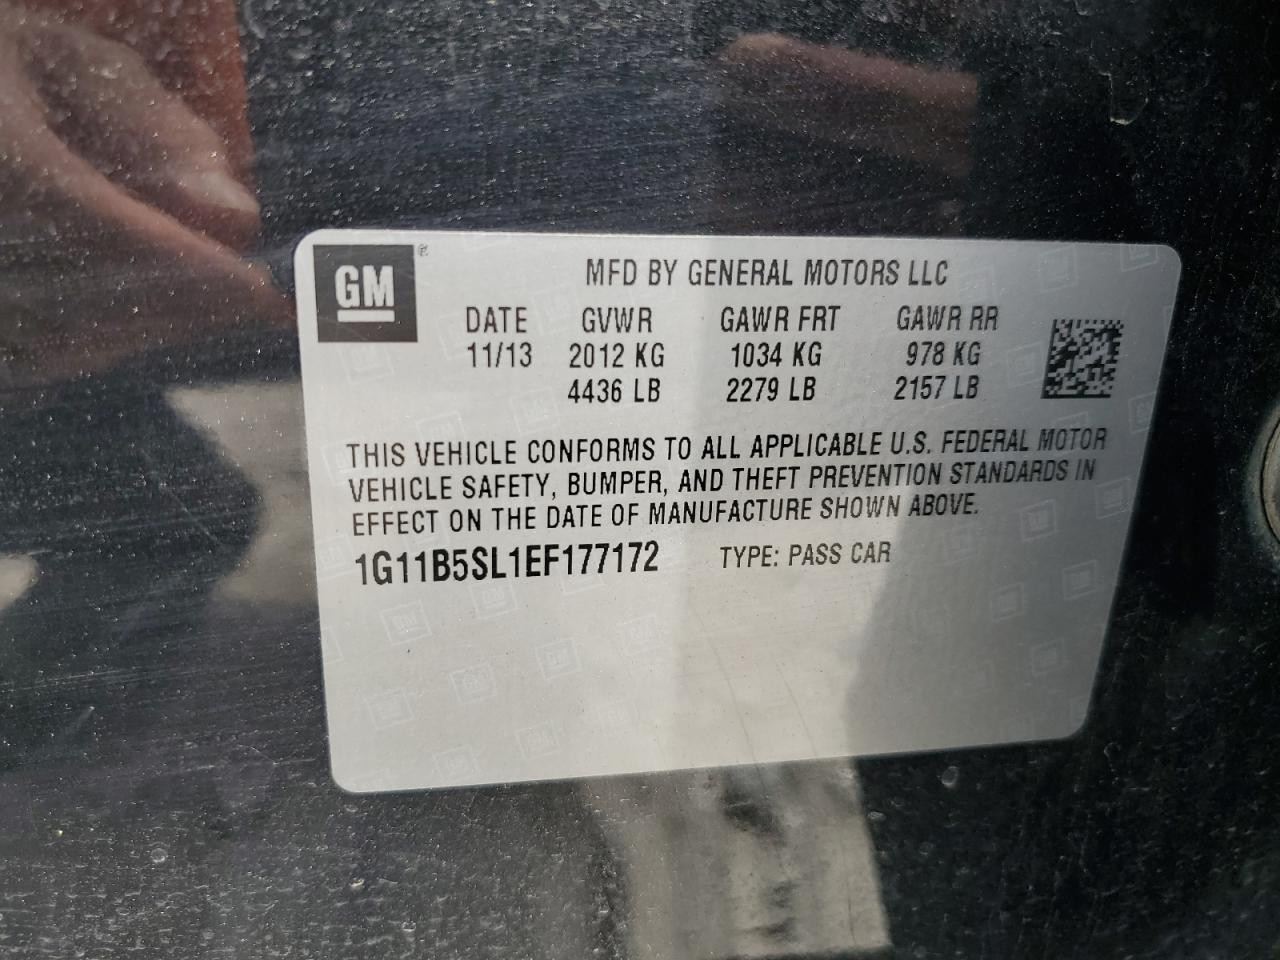 GM ®
MFD BY GENERAL MOTORS LLC
DATE GVWR GAWR FRT GAWR RR
11/13 2012 KG 1034 KG 978 KG
4436 LB 2279 LB 2157 LB
THIS VEHICLE CONFORMS TO ALL APPLICABLE U.S. FEDERAL MOTOR
VEHICLE SAFETY, BUMPER, AND THEFT PREVENTION STANDARDS IN
EFFECT ON THE DATE OF MANUFACTURE SHOWN ABOVE.
1G11B5SL1EF177172 TYPE: PASS CAR